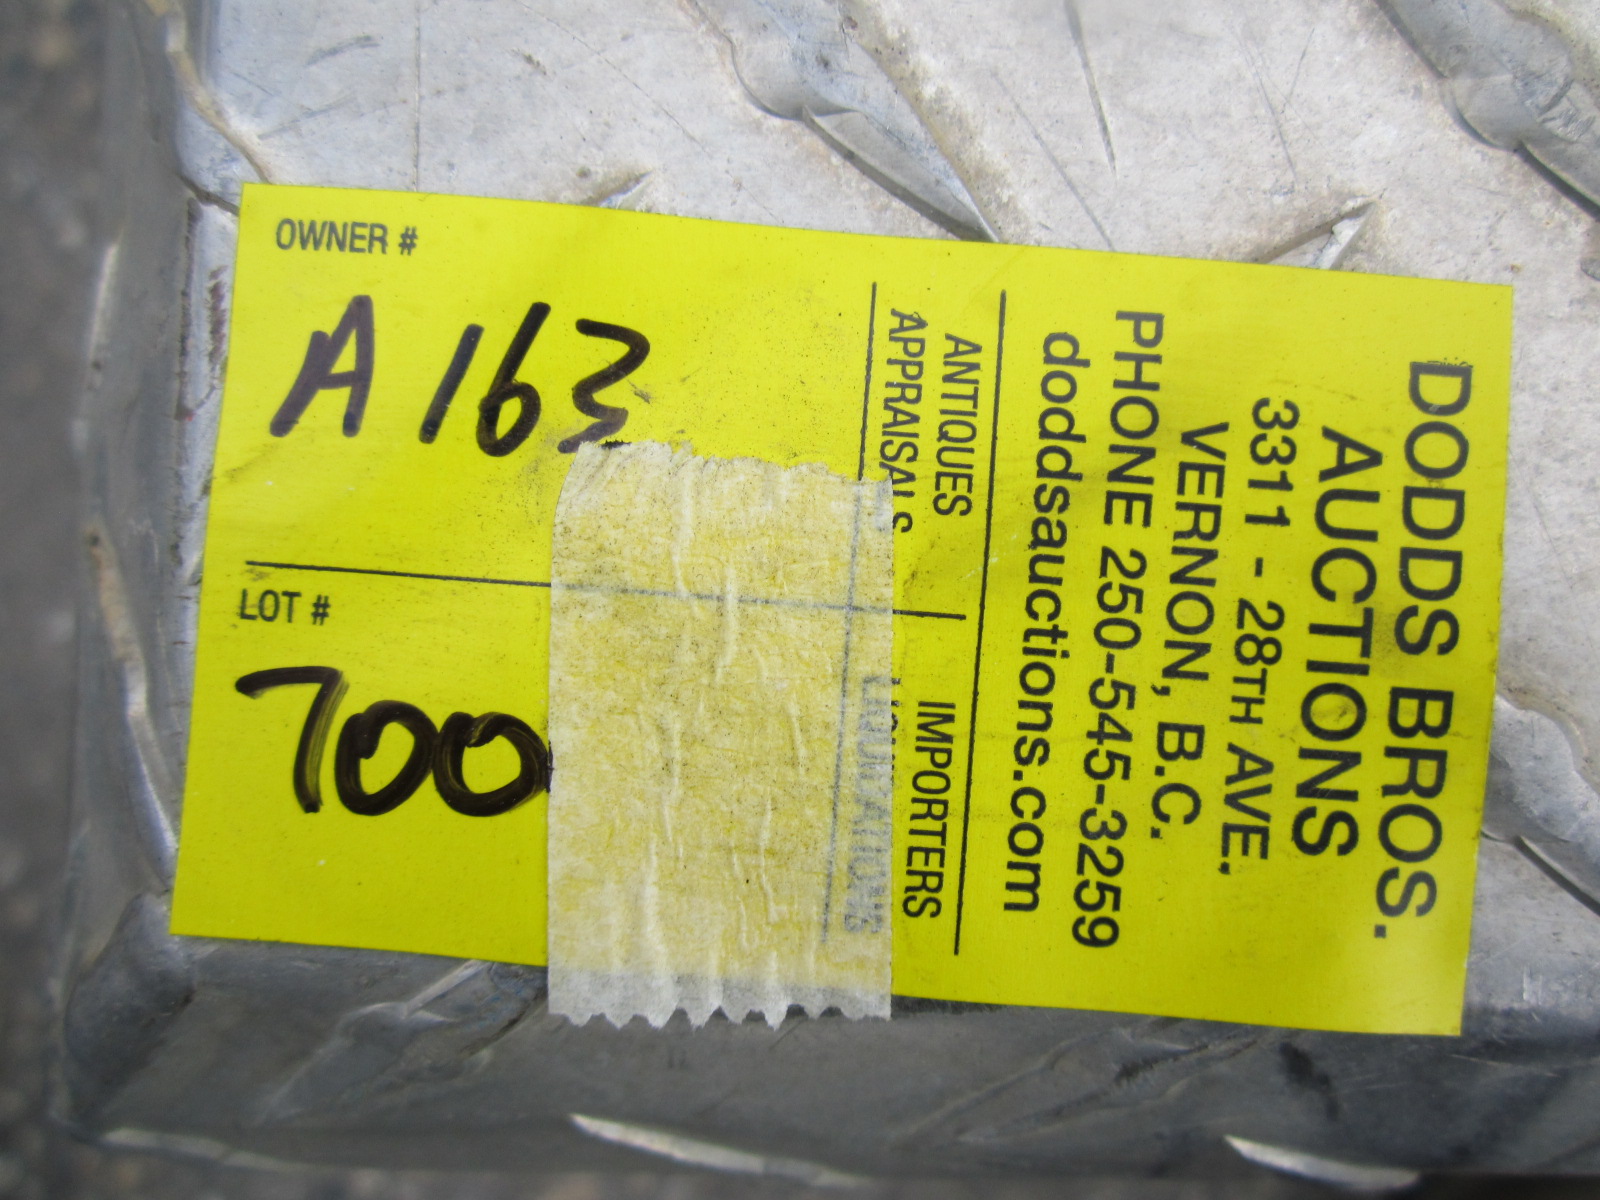 OWNER #
A163
LOT #
700
DODDS BROS.
AUCTIONS
3311 - 28TH AVE.
VERNON, B.C.
PHONE 250-545-3259
doddsauctions.com
ANTIQUES
IMPORTERS
APPRAISALS
LIQUIDATIONS